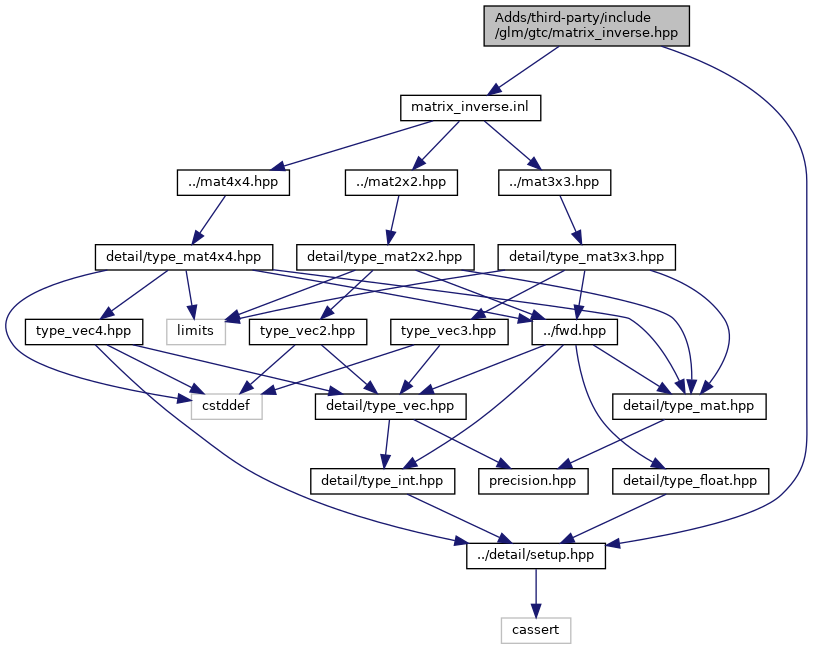 Adds/third-party/include
/glm/gtc/matrix_inverse.hpp
matrix_inverse.inl
../mat4x4.hpp
../mat2x2.hpp
../mat3x3.hpp
detail/type_mat4x4.hpp
detail/type_mat2x2.hpp
detail/type_mat3x3.hpp
type_vec4.hpp
limits
type_vec2.hpp
type_vec3.hpp
../fwd.hpp
cstddef
detail/type_vec.hpp
detail/type_mat.hpp
detail/type_int.hpp
precision.hpp
detail/type_float.hpp
../detail/setup.hpp
cassert